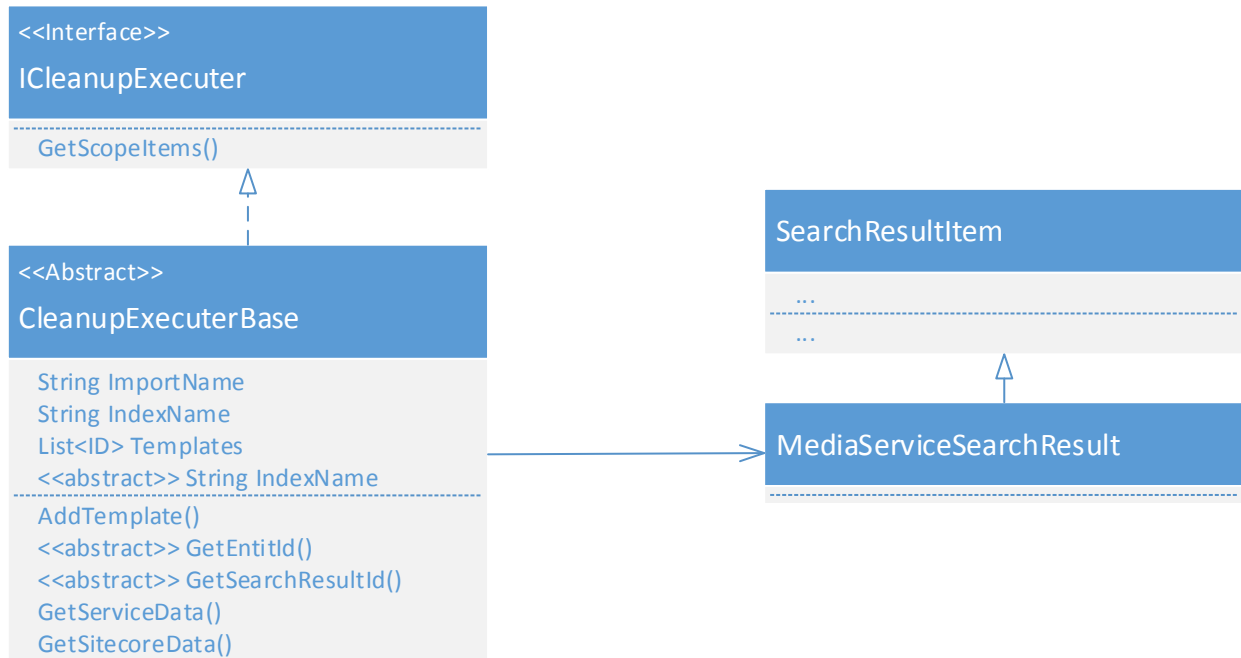 <<Interface>>
ICleanupExecuter
GetScopeItems()
<<Abstract>>
CleanupExecuterBase
String ImportName
String IndexName
List<ID> Templates
<<abstract>> String IndexName
AddTemplate()
<<abstract>> GetEntitId()
<<abstract>> GetSearchResultId()
GetServiceData()
GetSitecoreData()
SearchResultItem
...
...
MediaServiceSearchResult